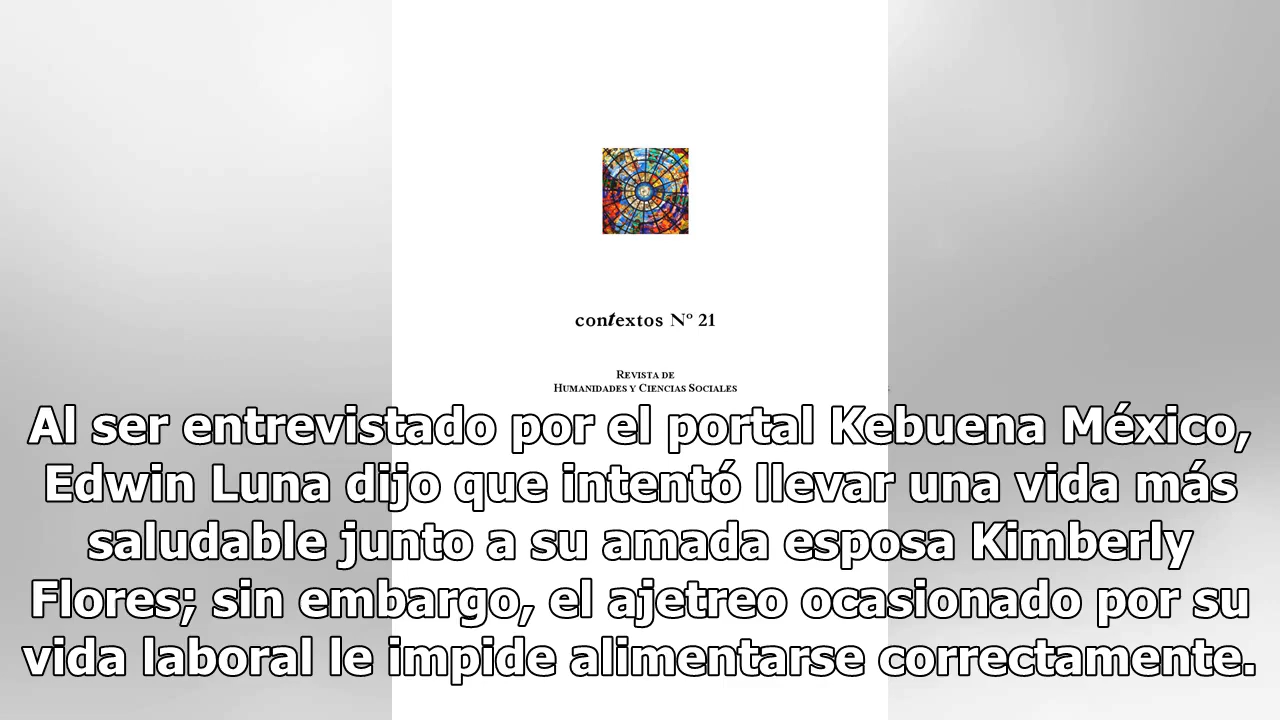 contextos Nº 21
REVISTA DE
HUMANIDADES Y CIENCIAS SOCIALES
Al ser entrevistado por el portal Kebuena México,
Edwin Luna dijo que intentó llevar una vida más
saludable junto a su amada esposa Kimberly
Flores; sin embargo, el ajetreo ocasionado por su
vida laboral le impide alimentarse correctamente.